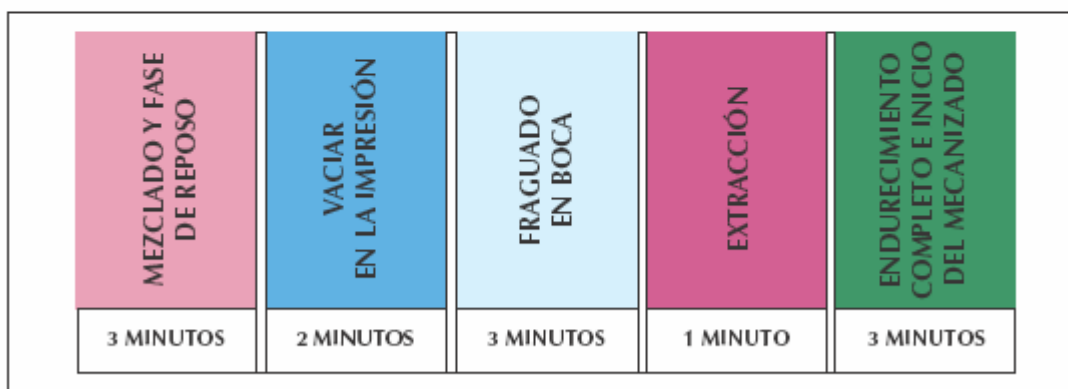 MEZCLADO Y FASE
DE REPOSO
VACIAR
EN LA IMPRESIÓN
FRAGUADO
EN BOCA
EXTRACCIÓN
ENDURECIMIENTO
COMPLETO E INICIO
DEL MECANIZADO
3 MINUTOS
2 MINUTOS
3 MINUTOS
1 MINUTO
3 MINUTOS